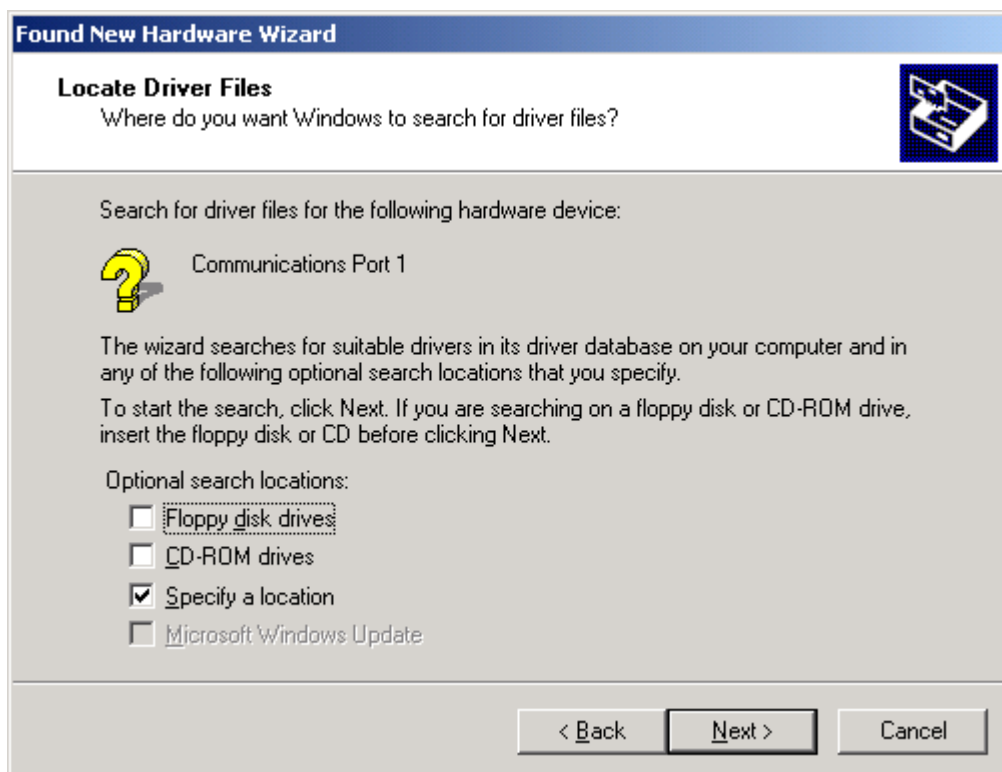 Found New Hardware Wizard
Locate Driver Files
Where do you want Windows to search for driver files?
Search for driver files for the following hardware device:
Communications Port 1
The wizard searches for suitable drivers in its driver database on your computer and in
any of the following optional search locations that you specify.
To start the search, click Next. If you are searching on a floppy disk or CD-ROM drive,
insert the floppy disk or CD before clicking Next.
Optional search locations:
Floppy disk drives
CD-ROM drives
Specify a location
Microsoft Windows Update
< Back Next > Cancel